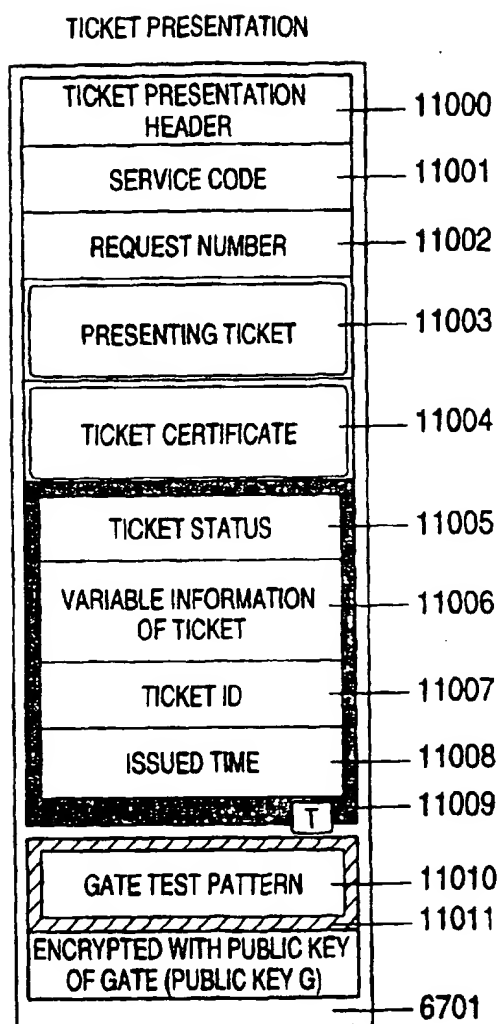 TICKET PRESENTATION
TICKET PRESENTATION
HEADER
11000
SERVICE CODE
11001
REQUEST NUMBER
11002
PRESENTING TICKET
11003
TICKET CERTIFICATE
11004
TICKET STATUS
11005
VARIABLE INFORMATION
OF TICKET
11006
TICKET ID
11007
ISSUED TIME
11008
T
11009
GATE TEST PATTERN
11010
11011
ENCRYPTED WITH PUBLIC KEY
OF GATE (PUBLIC KEY G)
6701